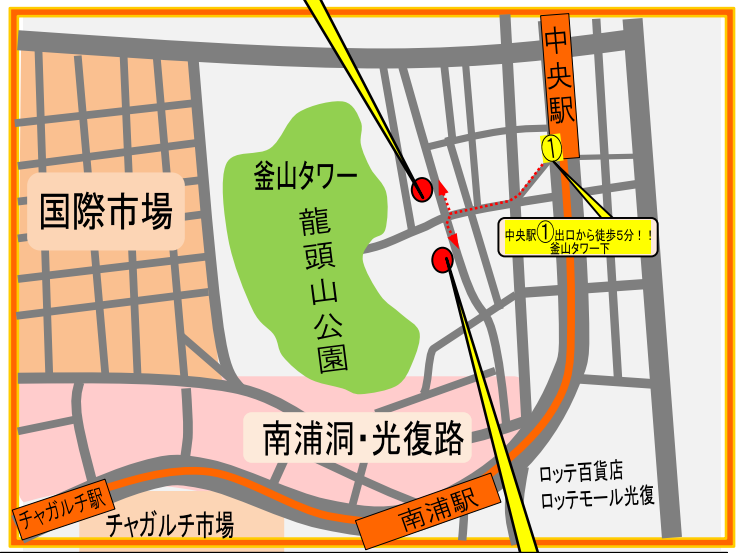 中央駅
①
釜山タワー
龍頭山公園
国際市場
中央駅①出口から徒歩5分！！
釜山タワー下
南浦洞・光復路
ロッテ百貨店
ロッテモール光復
チャガルチ駅
南浦駅
チャガルチ市場